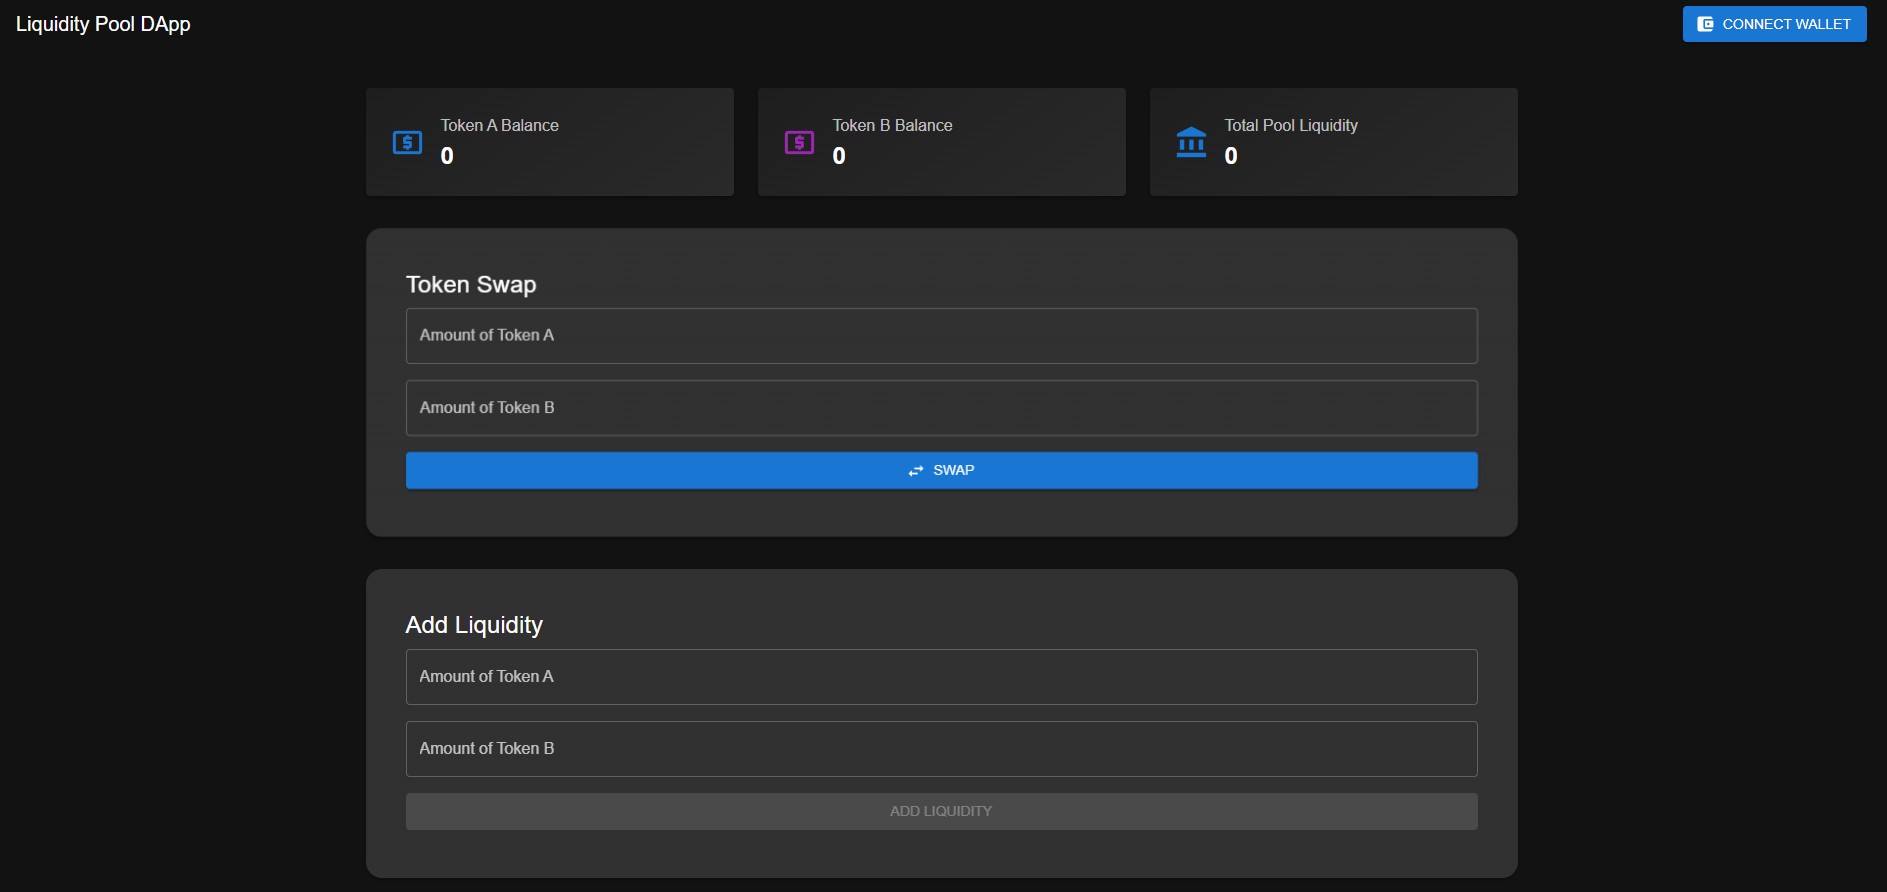 Liquidity Pool DApp
CONNECT WALLET
Token A Balance
0
Token B Balance
0
Total Pool Liquidity
0
Token Swap
Amount of Token A
Amount of Token B
SWAP
Add Liquidity
Amount of Token A
Amount of Token B
ADD LIQUIDITY